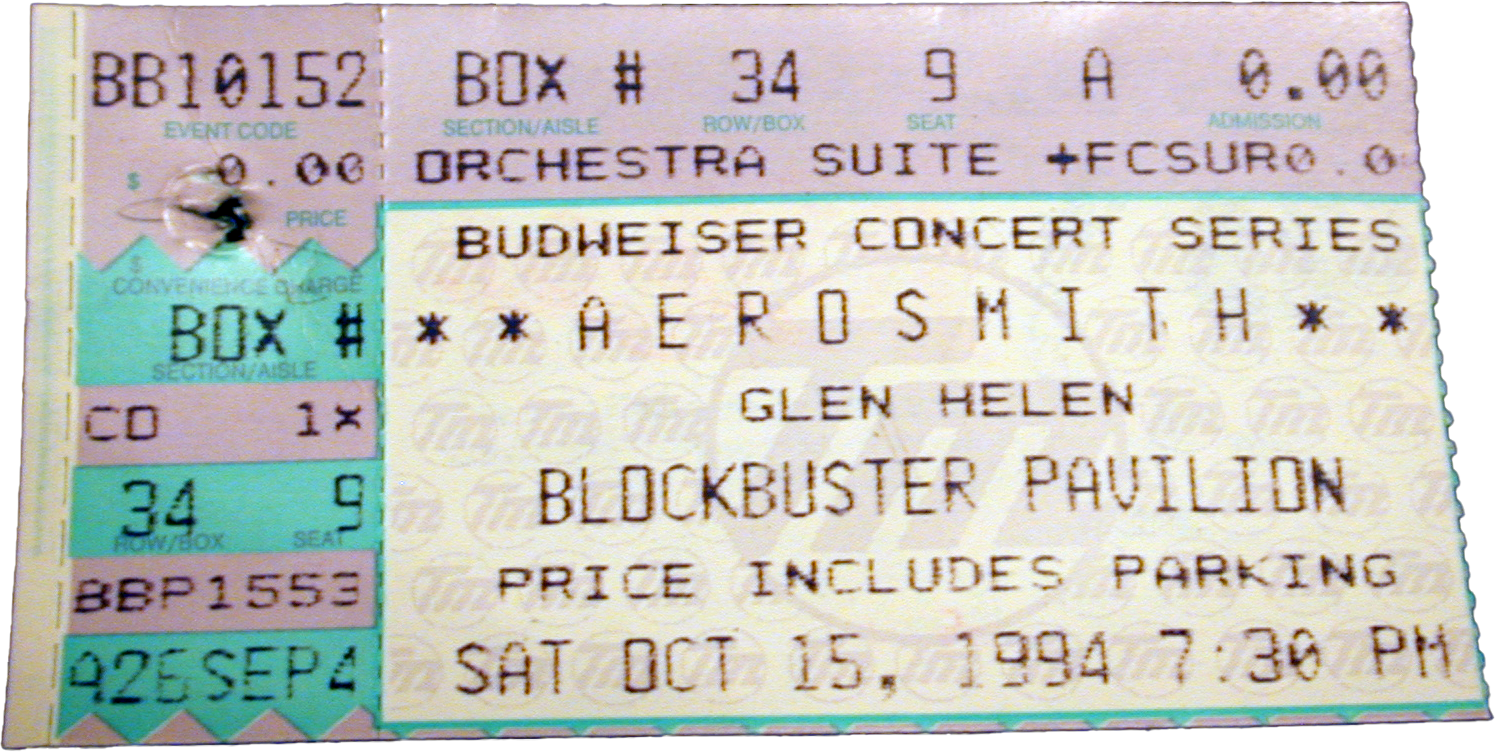 BB10152
EVENT CODE
$ 0.00
PRICE
$
CONVENIENCE CHARGE
BOX #
SECTION/AISLE
CO 1X
34 9
ROW/BOX SEAT
BBP1553
A26SEP4
BOX # 34 9 A 0.00
SECTION/AISLE ROW/BOX SEAT ADMISSION
ORCHESTRA SUITE +FCSUR0.0
BUDWEISER CONCERT SERIES
* * A E R O S M I T H * *
GLEN HELEN
BLOCKBUSTER PAVILION
PRICE INCLUDES PARKING
SAT OCT 15, 1994 7:30 PM